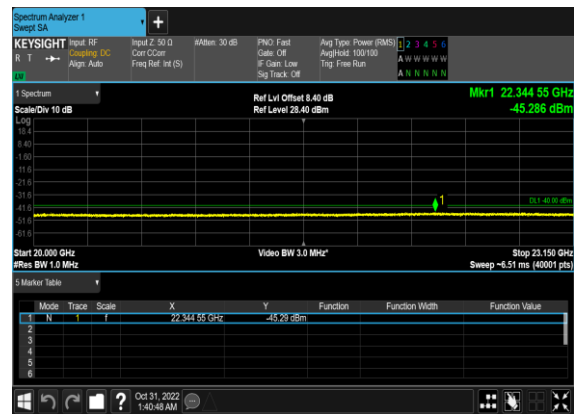 Spectrum Analyzer 1
Swept SA
+
KEYSIGHT Input: RF Input Z: 50 Ω #Atten: 30 dB PNO: Fast Avg Type: Power (RMS) 1 2 3 4 5 6
R T Coupling: DC Corr CCorr Gate: Off Avg|Hold: 100/100 A W W W W W
Align: Auto Freq Ref: Int (S) IF Gain: Low Trig: Free Run
Sig Track: Off A N N N N N
1 Spectrum Ref Lvl Offset 8.40 dB Mkr1 22.344 55 GHz
Scale/Div 10 dB Ref Level 28.40 dBm -45.286 dBm
Log
18.4
8.40
-1.60
-11.6
-21.6
-31.6
1
DL1 -40.00 dBm
-41.6
-51.6
-61.6
Start 20.000 GHz Video BW 3.0 MHz* Stop 23.150 GHz
#Res BW 1.0 MHz Sweep ~6.51 ms (40001 pts)
5 Marker Table
Mode Trace Scale X Y Function Function Width Function Value
1 N 1 f 22.344 55 GHz -45.29 dBm
2
3
4
5
6
? Oct 31, 2022
1:40:48 AM